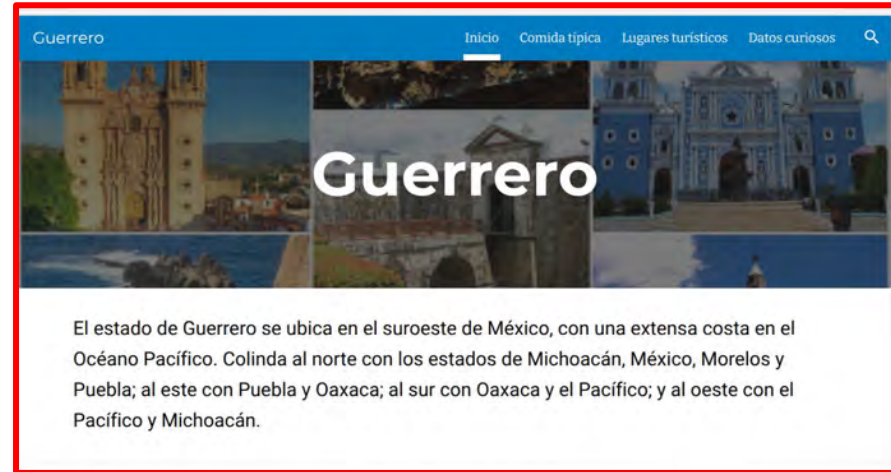 Guerrero
Inicio Comida típica Lugares turísticos Datos curiosos
Guerrero
El estado de Guerrero se ubica en el suroeste de México, con una extensa costa en el
Océano Pacífico. Colinda al norte con los estados de Michoacán, México, Morelos y
Puebla; al este con Puebla y Oaxaca; al sur con Oaxaca y el Pacífico; y al oeste con el
Pacífico y Michoacán.